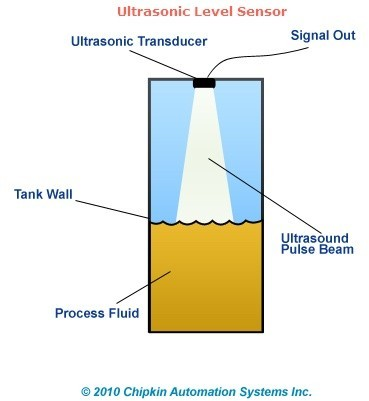 Ultrasonic Level Sensor
Ultrasonic Transducer
Signal Out
Tank Wall
Ultrasound
Pulse Beam
Process Fluid
© 2010 Chipkin Automation Systems Inc.